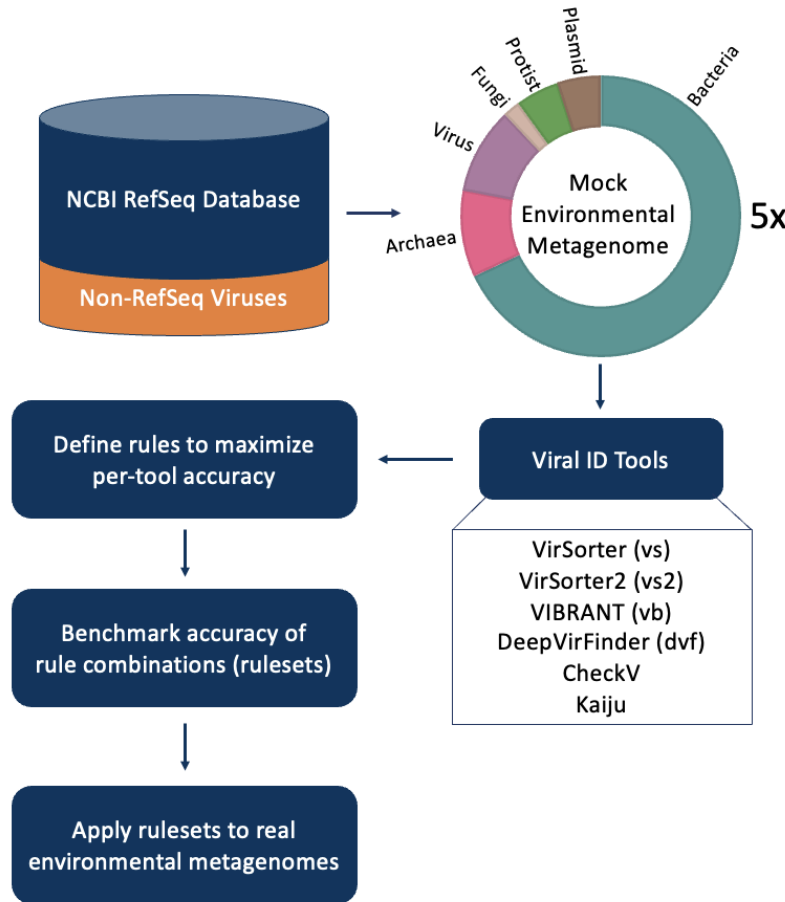 NCBI RefSeq Database
Non-RefSeq Viruses
Archaea
Virus
Fungi
Protist
Plasmid
Bacteria
Mock
Environmental
Metagenome
5x
Viral ID Tools
VirSorter (vs)
VirSorter2 (vs2)
VIBRANT (vb)
DeepVirFinder (dvf)
CheckV
Kaiju
Define rules to maximize
per-tool accuracy
Benchmark accuracy of
rule combinations (rulesets)
Apply rulesets to real
environmental metagenomes